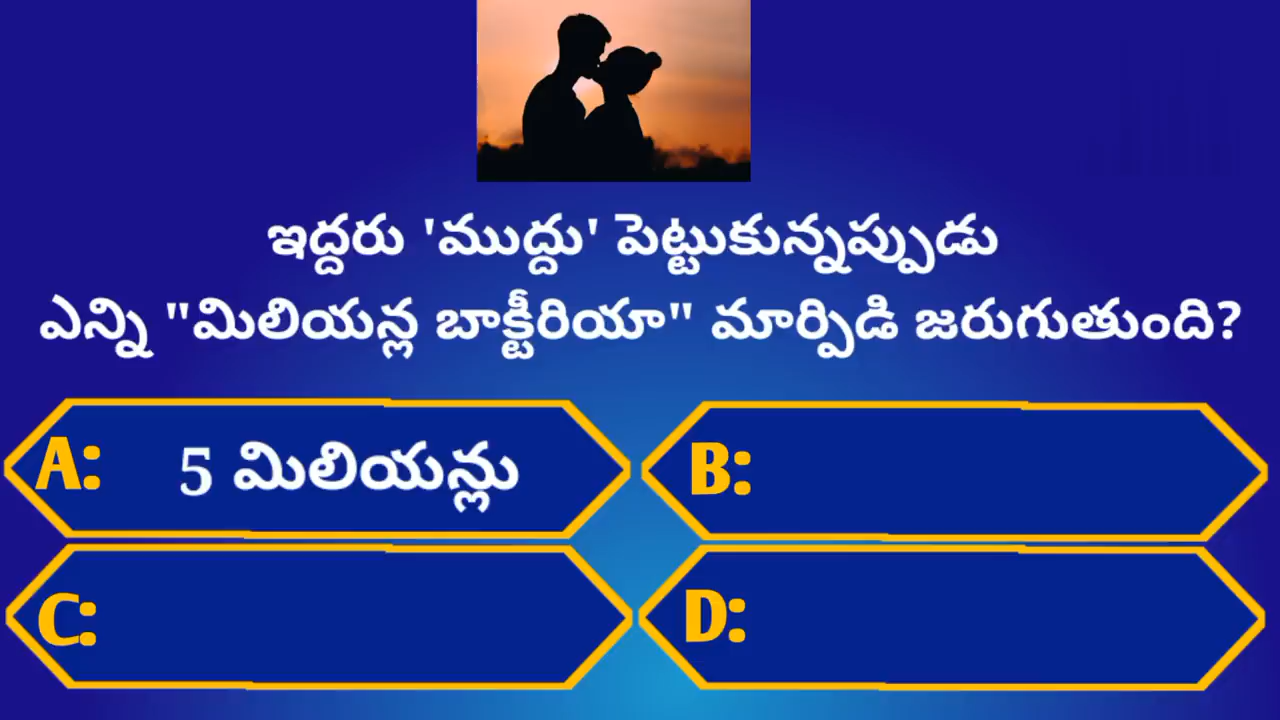 ఇద్దరు 'ముద్దు' పెట్టుకున్నప్పుడు
ఎన్ని "మిలియన్ల బాక్టీరియా" మార్పిడి జరుగుతుంది?
A: 5 మిలియన్లు
B:
C:
D: